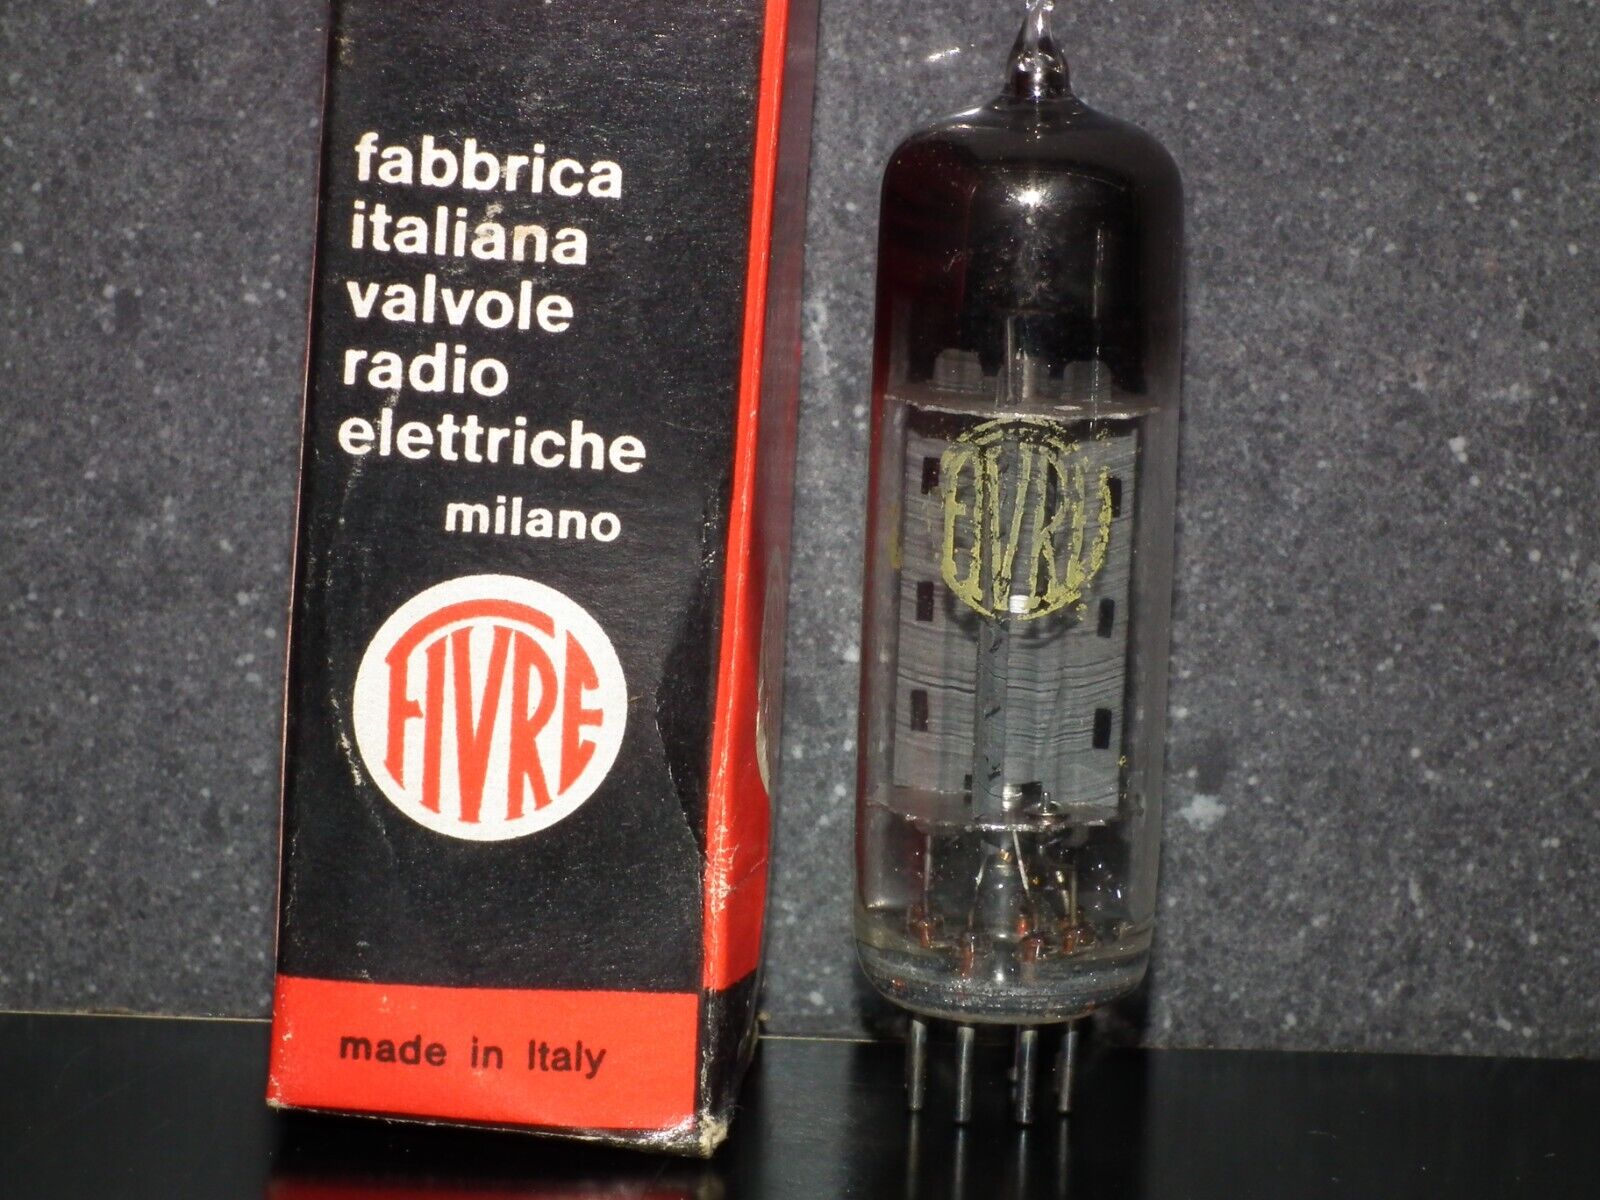 fabbrica
italiana
valvole
radio
elettriche
milano
FIVRE
made in Italy
FIVRE